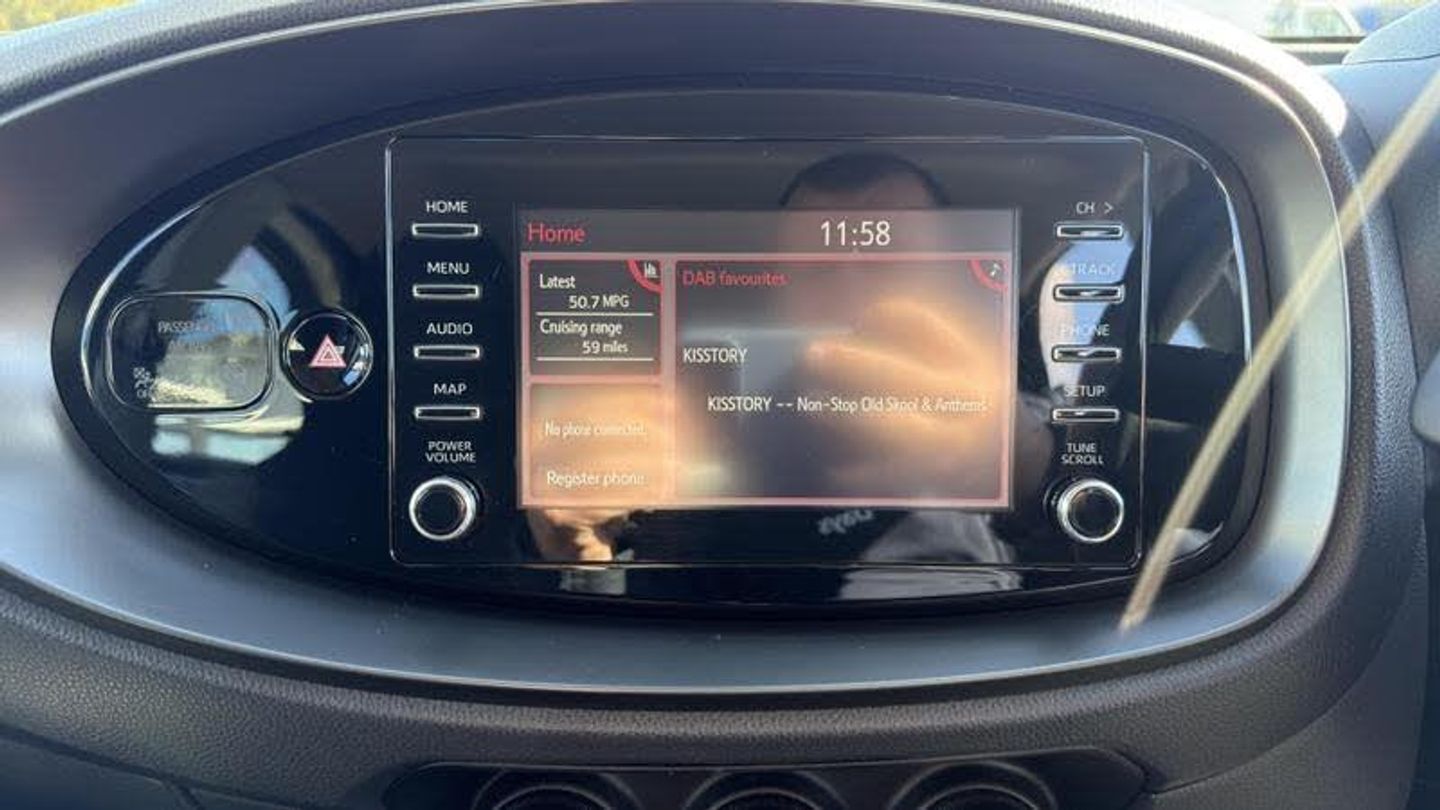 HOME
MENU
AUDIO
MAP
POWER
VOLUME
Home
11:58
Latest
50.7 MPG
Cruising range
59 miles
No phone connected.
Register phone
DAB favourites
KISSTORY
KISSTORY -- Non-Stop Old Skool & Anthems
CH >
TRACK
PHONE
SETUP
TUNE
SCROLL